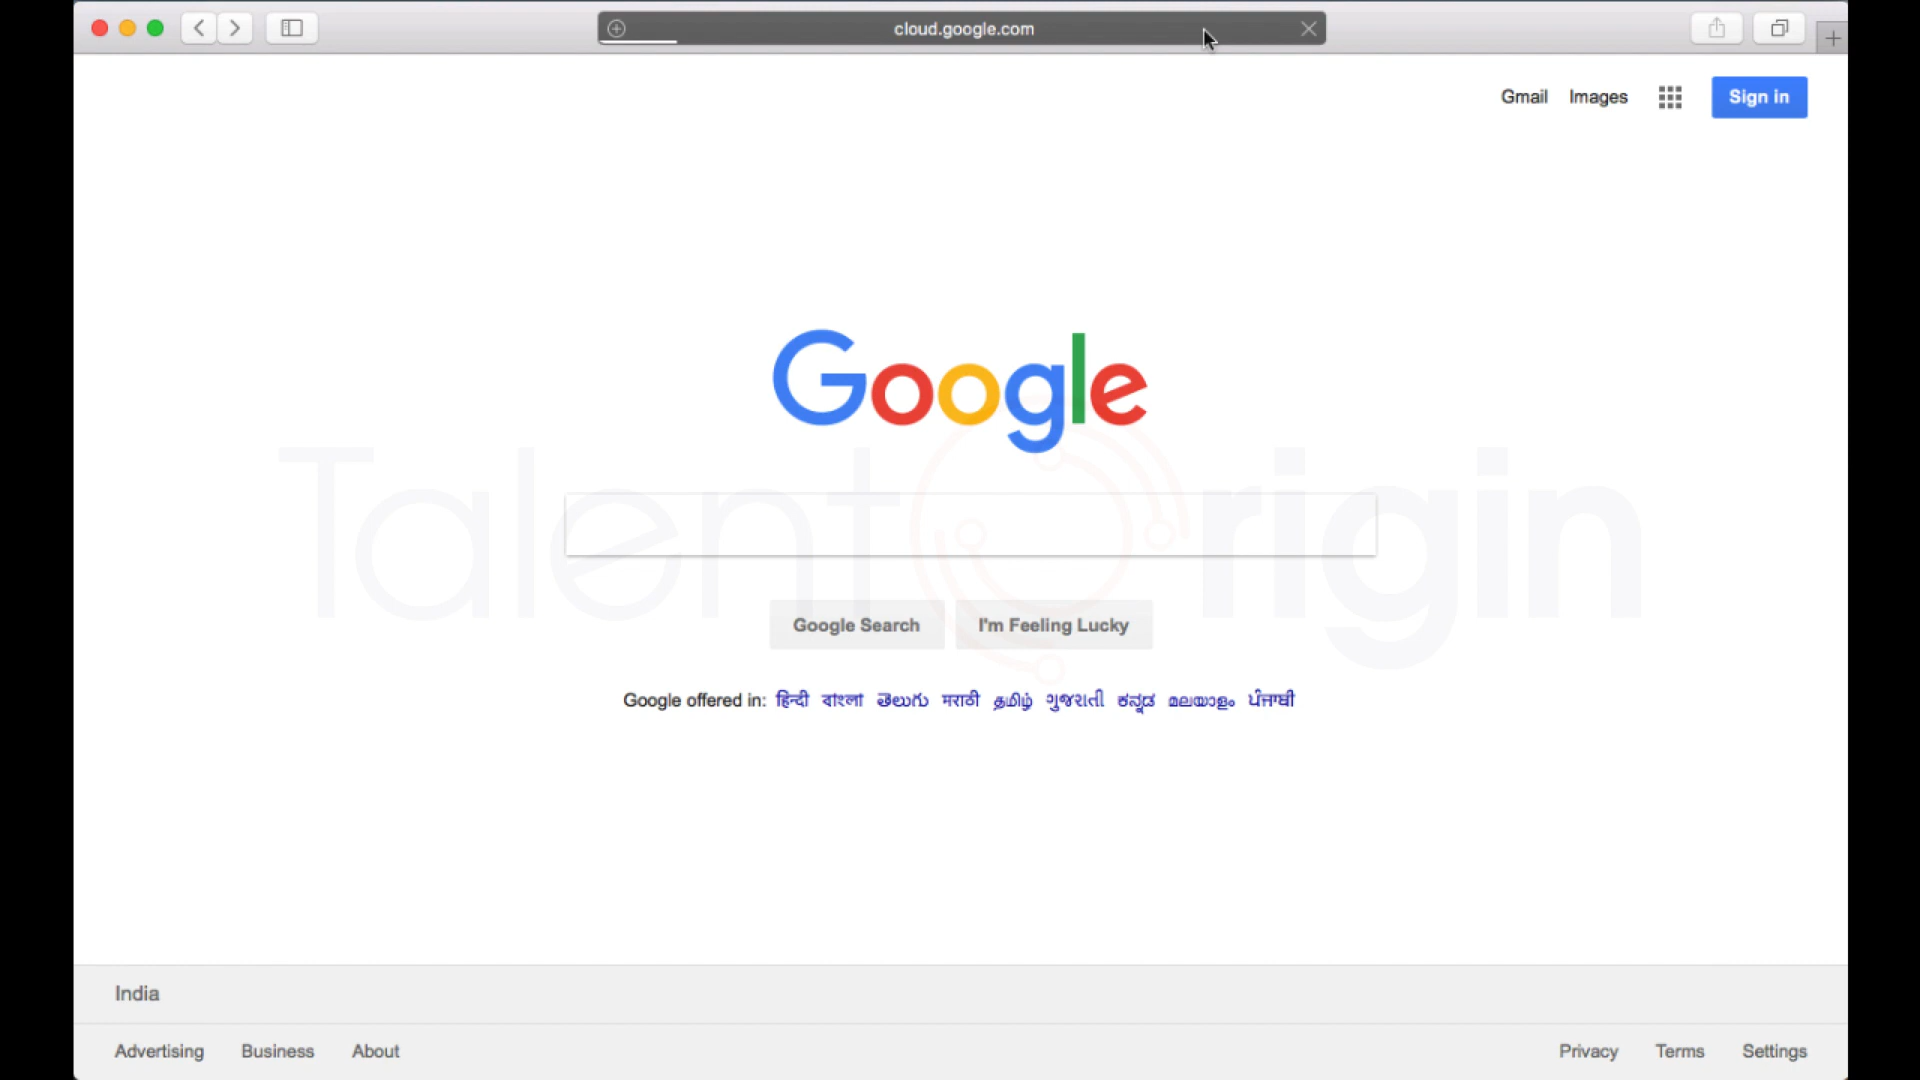 cloud.google.com
Gmail Images Sign in
Google
TalentOrigin
Google Search I'm Feeling Lucky
Google offered in: हिन्दी বাংলা తెలుగు मराठी தமிழ் ગુજરાતી ಕನ್ನಡ മലയാളം ਪੰਜਾਬੀ
India
Advertising Business About Privacy Terms Settings